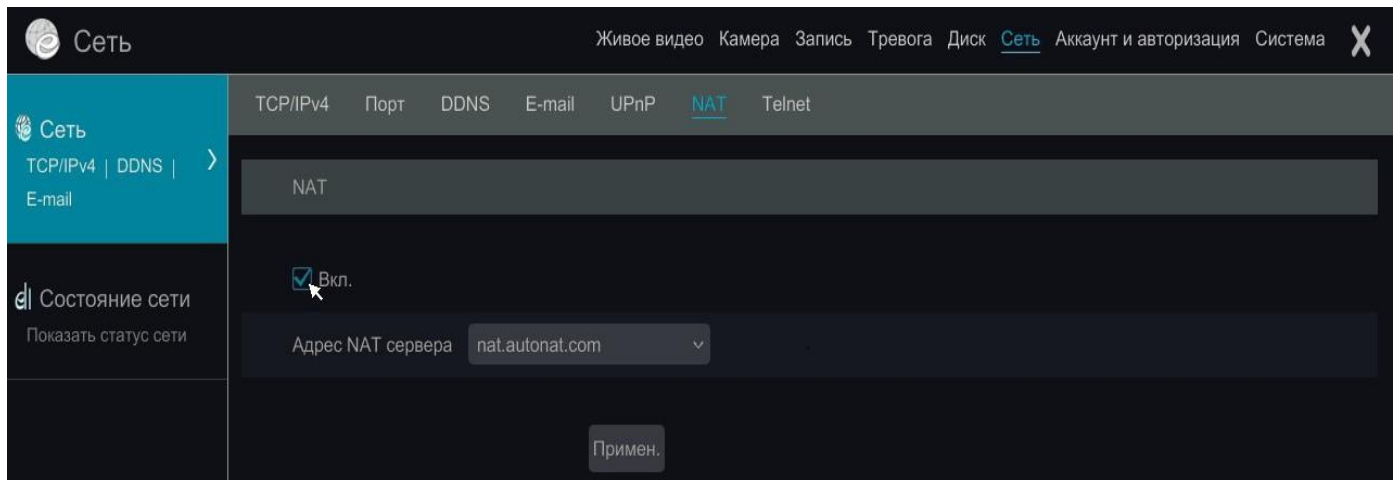 Сеть
Живое видео Камера Запись Тревога Диск Сеть Аккаунт и авторизация Система X
Сеть
TCP/IPv4 | DDNS |
E-mail
TCP/IPv4 Порт DDNS E-mail UPnP NAT Telnet
NAT
Вкл.
Состояние сети
Показать статус сети
Адрес NAT сервера nat.autonat.com
Примен.